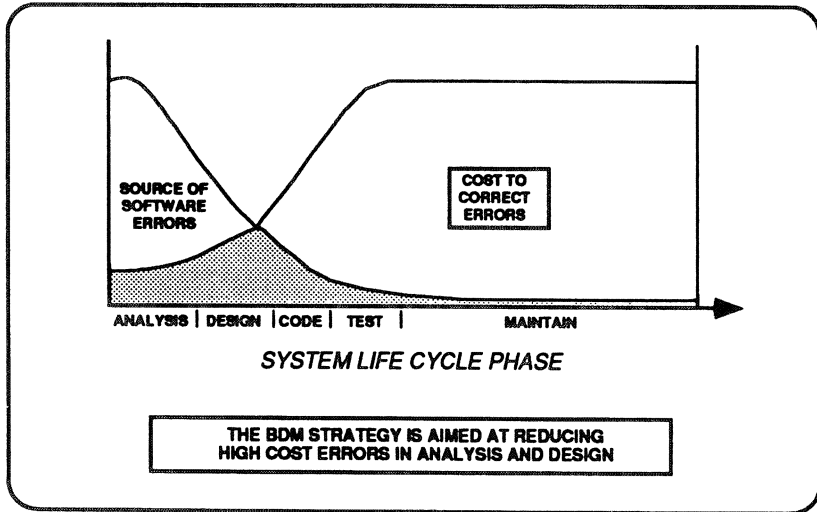 SOURCE OF
SOFTWARE
ERRORS
COST TO
CORRECT
ERRORS
ANALYSIS | DESIGN | CODE | TEST | MAINTAIN
SYSTEM LIFE CYCLE PHASE
THE BDM STRATEGY IS AIMED AT REDUCING
HIGH COST ERRORS IN ANALYSIS AND DESIGN